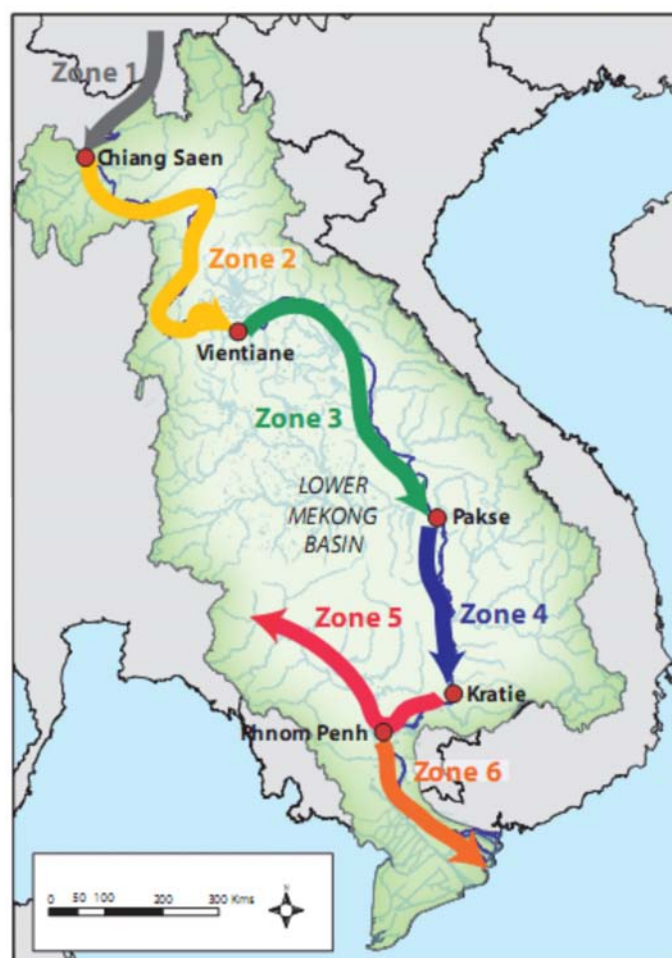 Zone 1
Chiang Saen
Zone 2
Vientiane
Zone 3
LOWER
MEKONG
BASIN
Pakse
Zone 5
Zone 4
Kratie
Phnom Penh
Zone 6
0 50 100 200 300 Kms
N